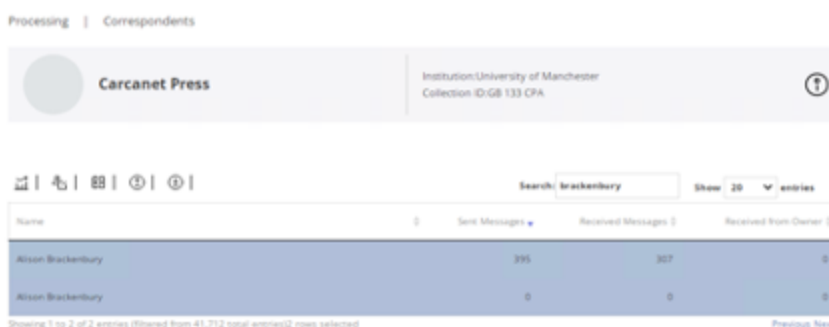 Processing | Correspondents
Carcanet Press
Institution:University of Manchester
Collection ID:GB 133 CPA
Search: brackenbury Show 20 entries
Name Sent Messages Received Messages Received from Owner
Alison Brackenbury 395 307 0
Alison Brackenbury 0 0 0
Showing 1 to 2 of 2 entries (filtered from 41,712 total entries)2 rows selected
Previous